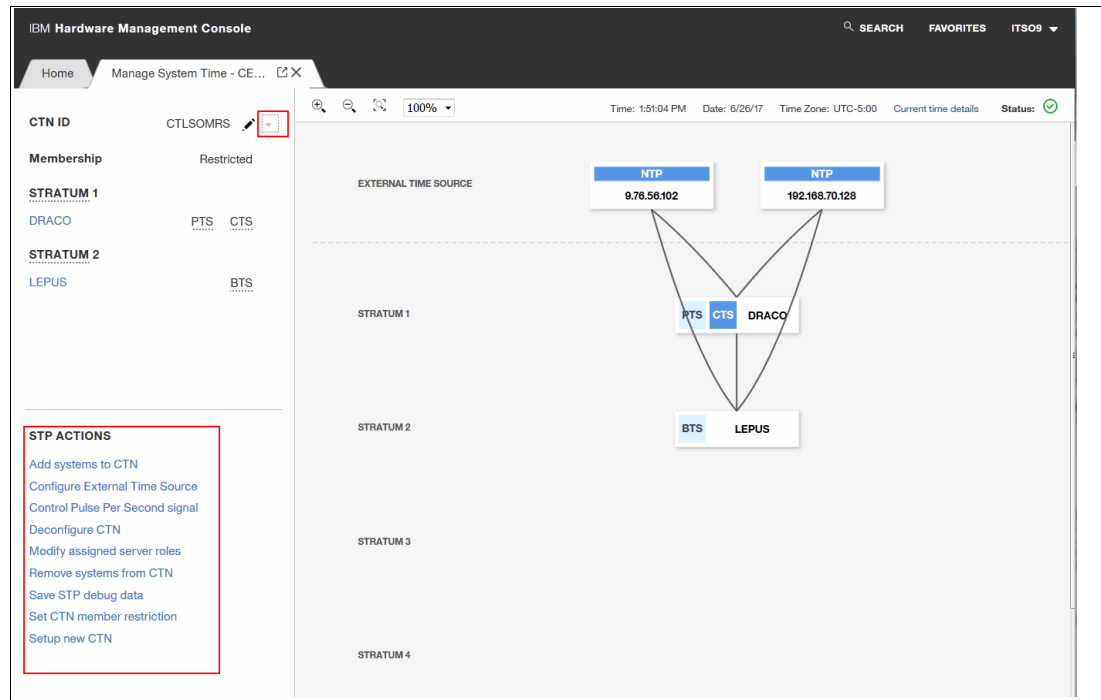 IBM Hardware Management Console
SEARCH FAVORITES ITSO9
Home Manage System Time - CE...
CTN ID CTLSOMRS
Membership Restricted
STRATUM 1
DRACO PTS CTS
STRATUM 2
LEPUS BTS
STP ACTIONS
Add systems to CTN
Configure External Time Source
Control Pulse Per Second signal
Deconfigure CTN
Modify assigned server roles
Remove systems from CTN
Save STP debug data
Set CTN member restriction
Setup new CTN
100% Time: 1:51:04 PM Date: 6/26/17 Time Zone: UTC-5:00 Current time details Status:
EXTERNAL TIME SOURCE
NTP
9.76.56.102
NTP
192.168.70.128
STRATUM 1
PTS CTS DRACO
STRATUM 2
BTS LEPUS
STRATUM 3
STRATUM 4